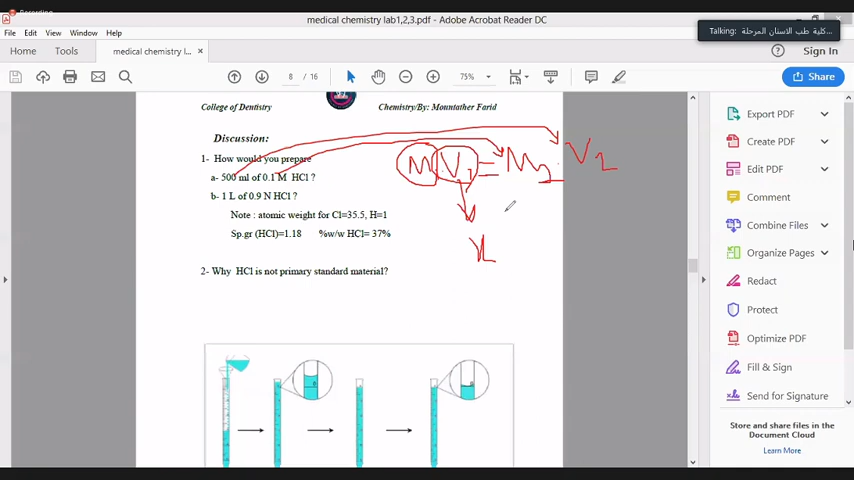 Recording
medical chemistry lab1,2,3.pdf - Adobe Acrobat Reader DC
Talking: كلية طب الاسنان المرحلة...
File Edit View Window Help
Home Tools medical chemistry l... × Sign In
8 / 16 75% Share
College of Dentistry Chemistry/By: Mountather Farid
Discussion:
1- How would you prepare
a- 500 ml of 0.1 M HCl ?
b- 1 L of 0.9 N HCl ?
Note : atomic weight for Cl=35.5, H=1
Sp.gr (HCl)=1.18 %w/w HCl= 37%
2- Why HCl is not primary standard material?
M V1 = M2 V2
Export PDF
Create PDF
Edit PDF
Comment
Combine Files
Organize Pages
Redact
Protect
Optimize PDF
Fill & Sign
Send for Signature
Store and share files in the
Document Cloud
Learn More